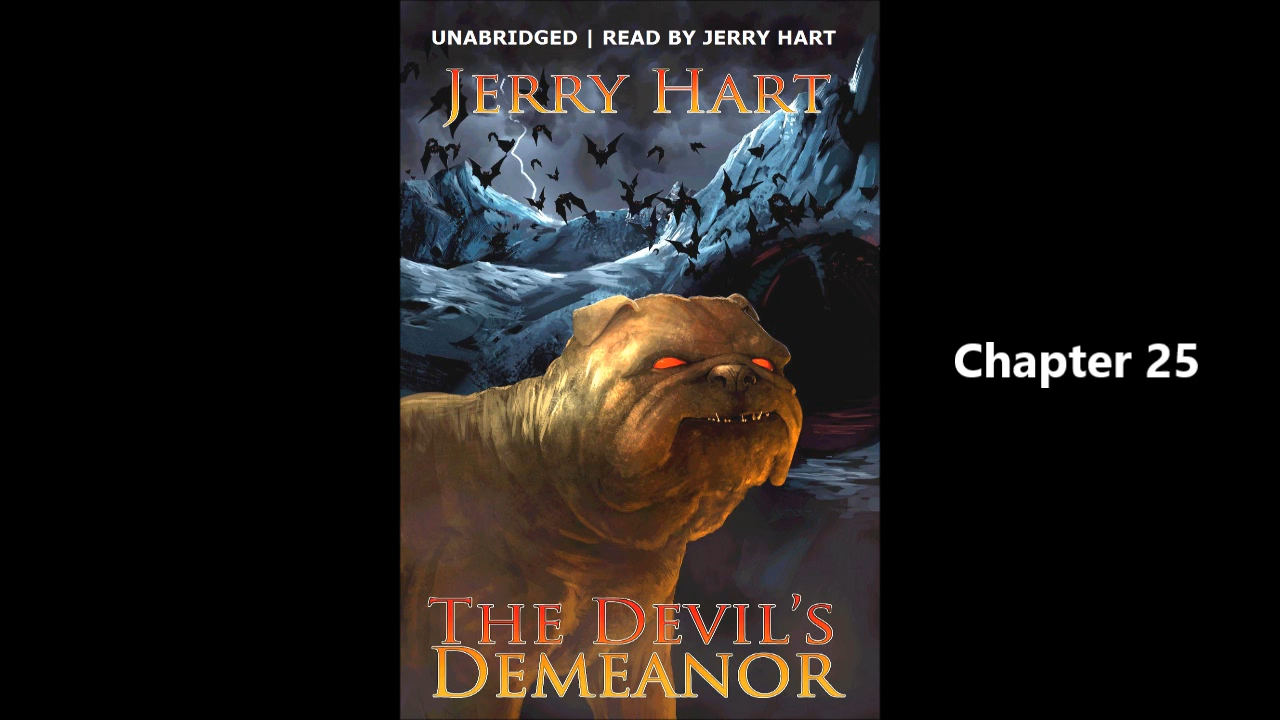 UNABRIDGED | READ BY JERRY HART
JERRY HART
Chapter 25
THE DEVIL'S
DEMEANOR